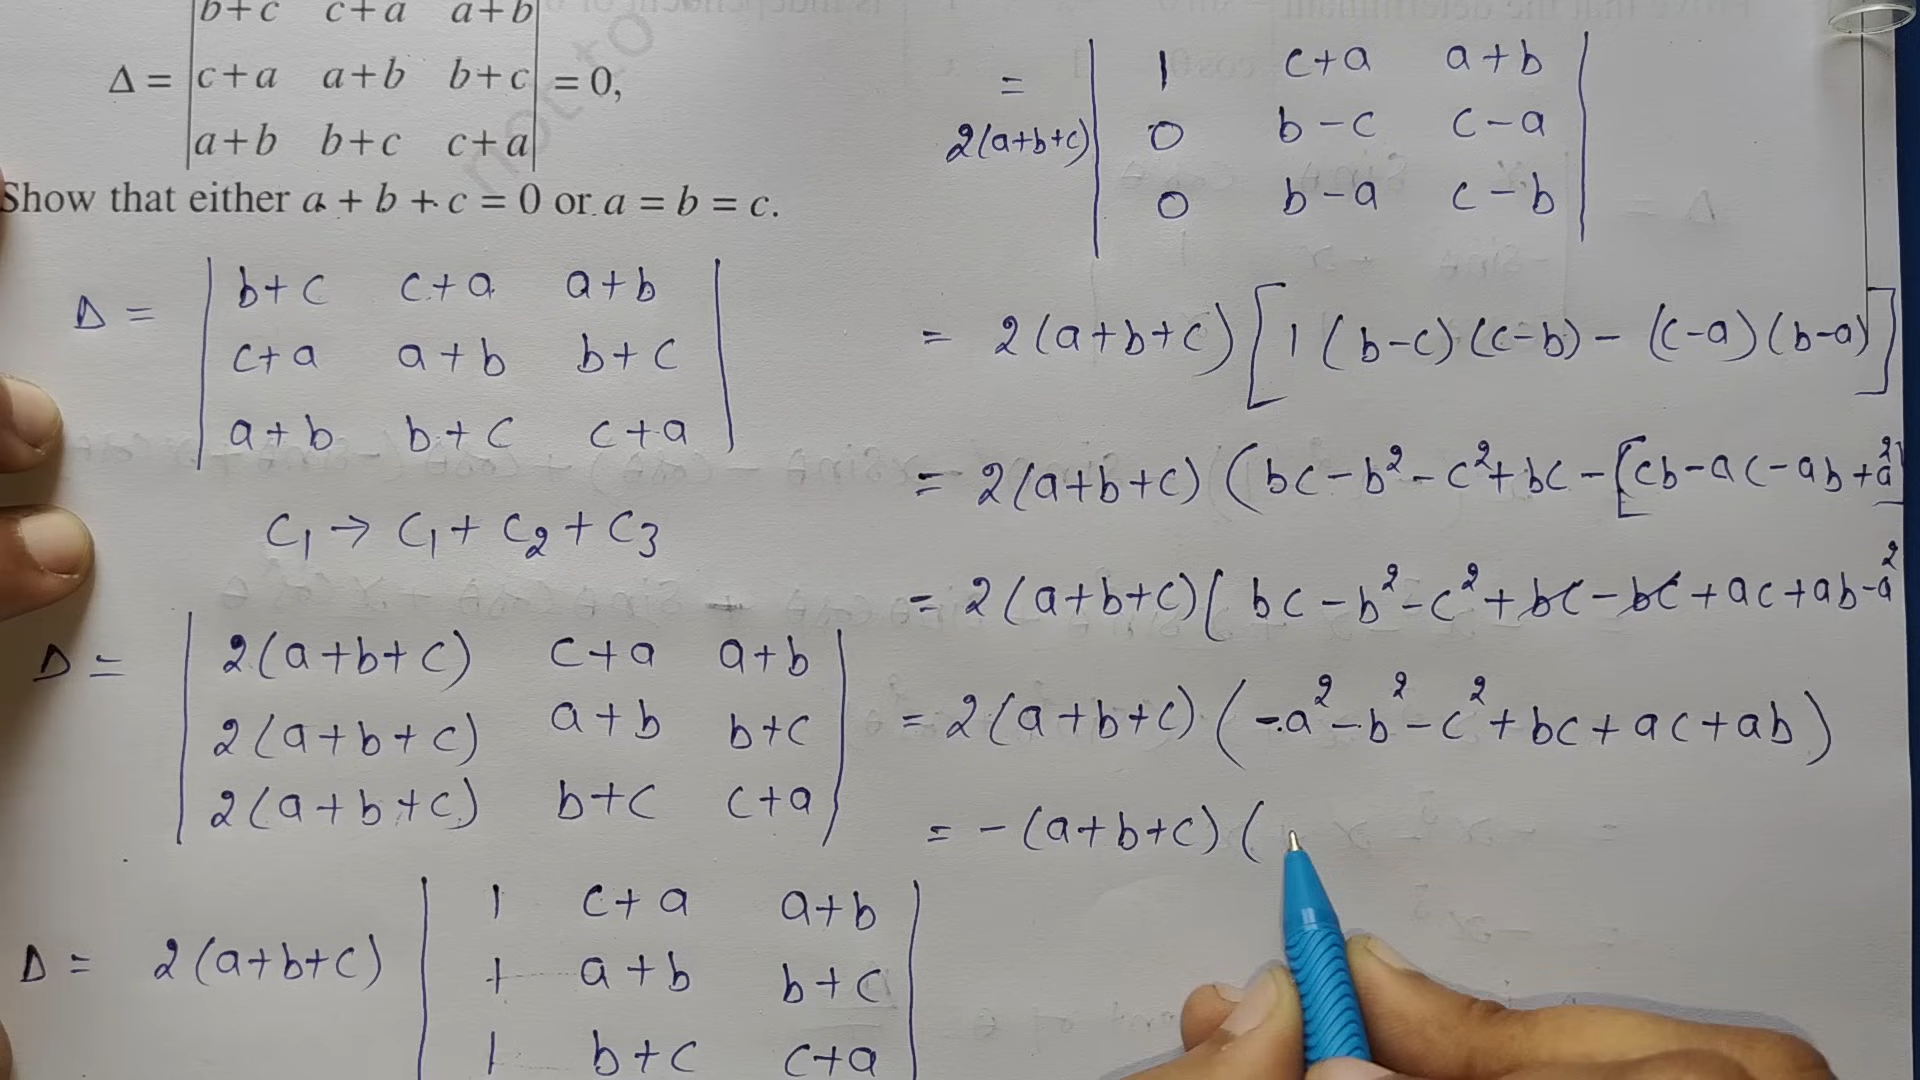 b+c c+a a+b
Δ = c+a a+b b+c = 0,
a+b b+c c+a
not to
Show that either a + b + c = 0 or a = b = c.
Δ = | b+c c+a a+b |
| c+a a+b b+c |
| a+b b+c c+a |
C₁ → C₁ + C₂ + C₃
Δ = | 2(a+b+c) c+a a+b |
| 2(a+b+c) a+b b+c |
| 2(a+b+c) b+c c+a |
Δ = 2(a+b+c) | 1 c+a a+b |
| 1 a+b b+c |
| 1 b+c c+a |
= 2(a+b+c) | 1 c+a a+b |
| 0 b-c c-a |
| 0 b-a c-b |
= 2(a+b+c) [1(b-c)(c-b) - (c-a)(b-a)]
= 2(a+b+c) (bc-b²-c²+bc-[cb-ac-ab+a²]
= 2(a+b+c) (bc-b²-c²+bc-bc+ac+ab-a²
= 2(a+b+c) (-a²-b²-c²+bc+ac+ab)
= -(a+b+c) (